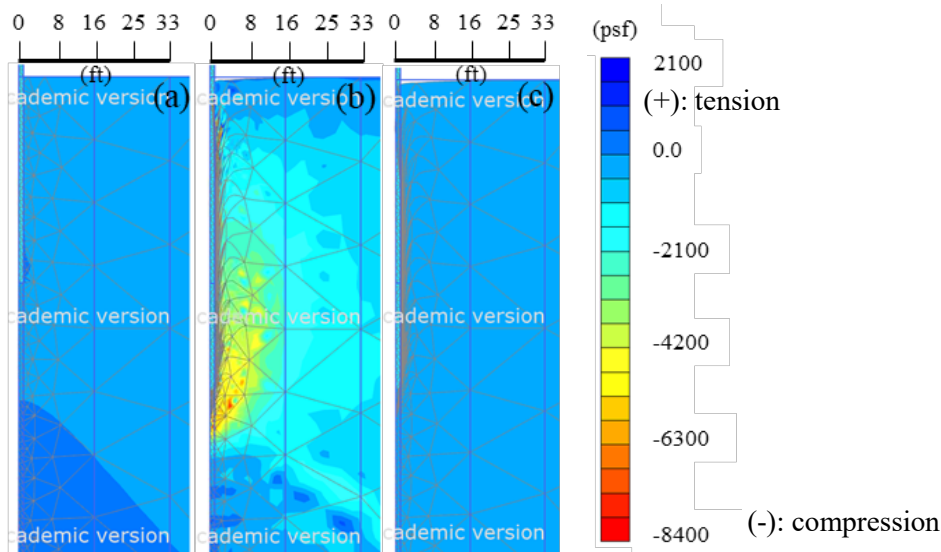 0 8 16 25 33 0 8 16 25 33 0 8 16 25 33
(ft) (ft) (ft)
cademic version (a) cademic version (b) cademic version (c)
cademic version cademic version cademic version
cademic version cademic version cademic version
(psf)
2100
(+): tension
0.0
-2100
-4200
-6300
-8400
(-): compression